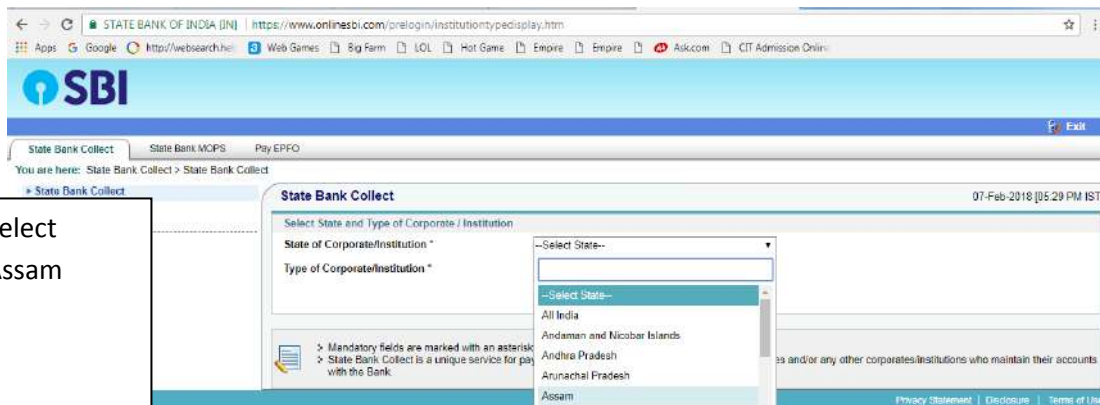 STATE BANK OF INDIA [IN] https://www.onlinesbi.com/prelogin/institutiontypedisplay.htm
Apps Google Web Games Big Farm LOL Hot Game Empire Empire Ask.com CIT Admission Online
SBI
Exit
State Bank Collect State Bank MOPS Pay EPFO
You are here: State Bank Collect > State Bank Collect
State Bank Collect
elect
Assam
State Bank Collect 07-Feb-2018 [05:29 PM IST
Select State and Type of Corporate / Institution
State of Corporate/Institution * --Select State--
Type of Corporate/Institution *
--Select State--
All India
Andaman and Nicobar Islands
Andhra Pradesh
Arunachal Pradesh
Assam
> Mandatory fields are marked with an asterisk
> State Bank Collect is a unique service for pay es and/or any other corporates/institutions who maintain their accounts
with the Bank.
Privacy Statement | Disclosure | Terms of Use